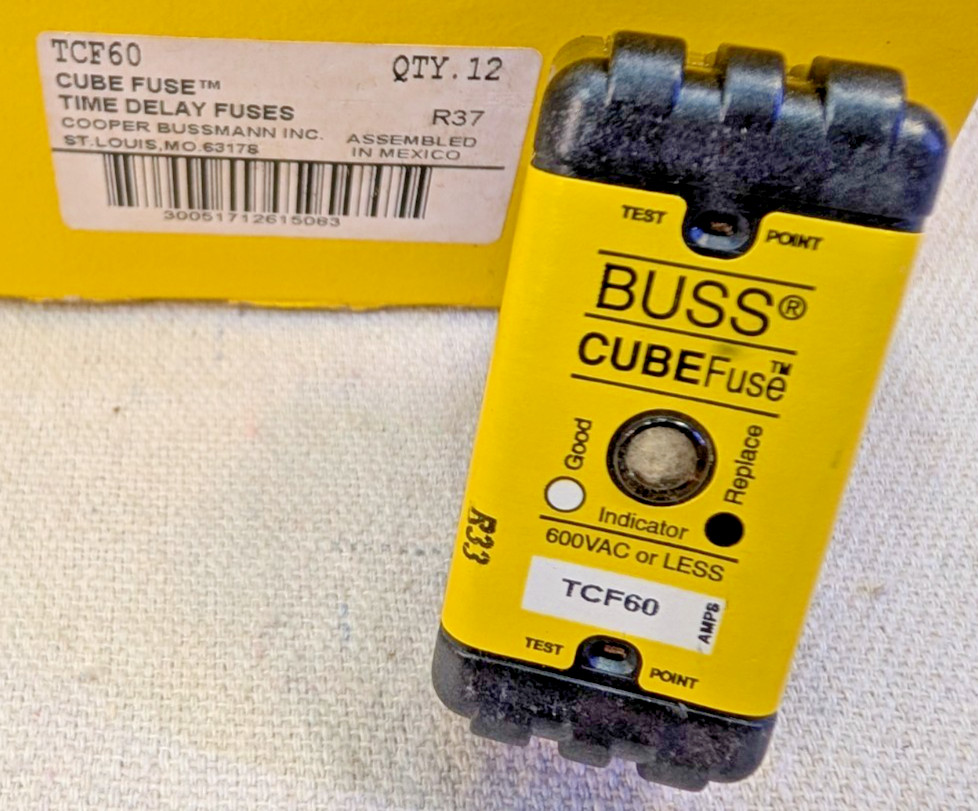 TCF60 QTY.12
CUBE FUSE™
TIME DELAY FUSES R37
COOPER BUSSMANN INC. ASSEMBLED
ST.LOUIS,MO.63178 IN MEXICO
30051712615083
TEST POINT
BUSS®
CUBEFuse™
Good Replace
Indicator
600VAC or LESS
R33
TCF60 AMPS
TEST POINT